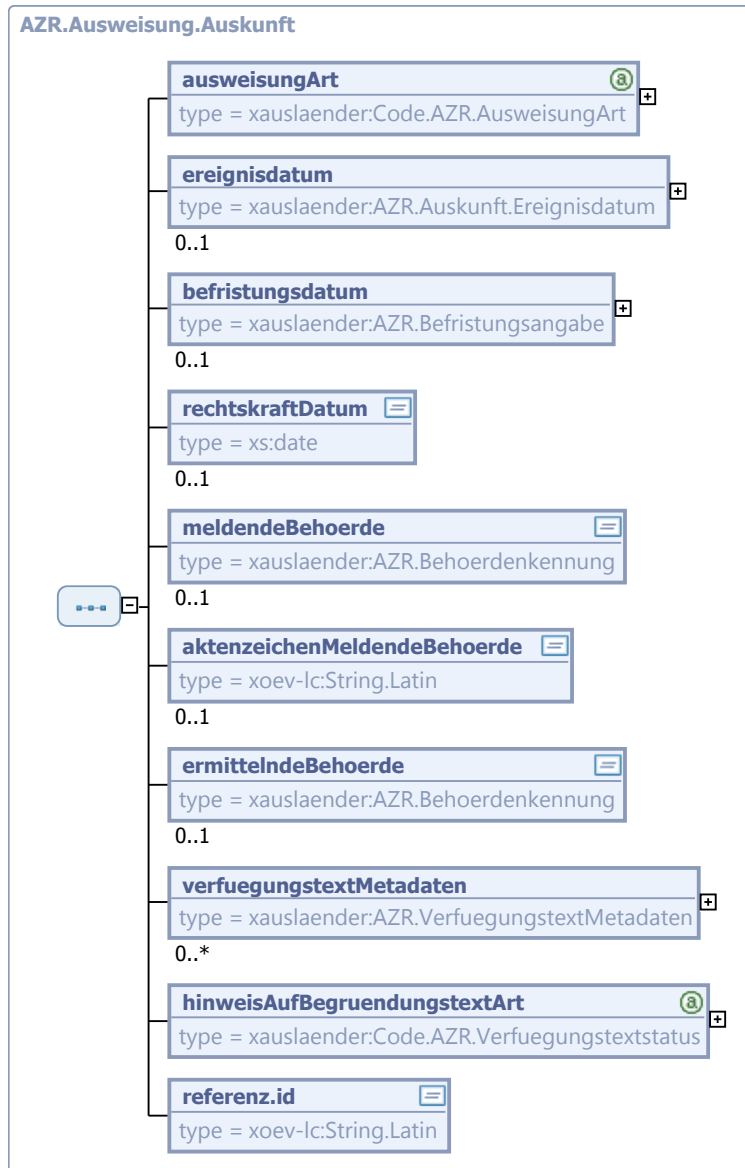 AZR.Ausweisung.Auskunft
ausweisungArt
type = xauslaender:Code.AZR.AusweisungArt
ereignisdatum
type = xauslaender:AZR.Auskunft.Ereignisdatum
0..1
befristungsdatum
type = xauslaender:AZR.Befristungsangabe
0..1
rechtskraftDatum
type = xs:date
0..1
meldendeBehoerde
type = xauslaender:AZR.Behoerdenkennung
0..1
aktenzeichenMeldendeBehoerde
type = xoev-lc:String.Latin
0..1
ermittelndeBehoerde
type = xauslaender:AZR.Behoerdenkennung
0..1
verfuegungstextMetadaten
type = xauslaender:AZR.VerfuegungstextMetadaten
0..*
hinweisAufBegruendungstextArt
type = xauslaender:Code.AZR.Verfuegungstextstatus
referenz.id
type = xoev-lc:String.Latin